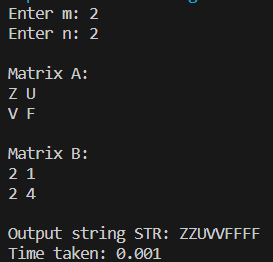 Enter m: 2
Enter n: 2
Matrix A:
Z U
V F
Matrix B:
2 1
2 4
Output string STR: ZZUVVFFFF
Time taken: 0.001